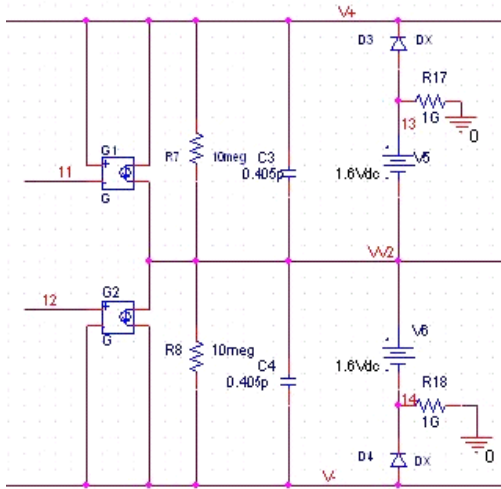 V+
D3 DX
R17
1G
0
13
G1
11
G
R7 10meg
C3
0.405p
V5
1.6Vdc
VV2
12
G2
G
R8 10meg
C4
0.405p
V6
1.6Vdc
R18
14
1G
0
D4 DX
V-